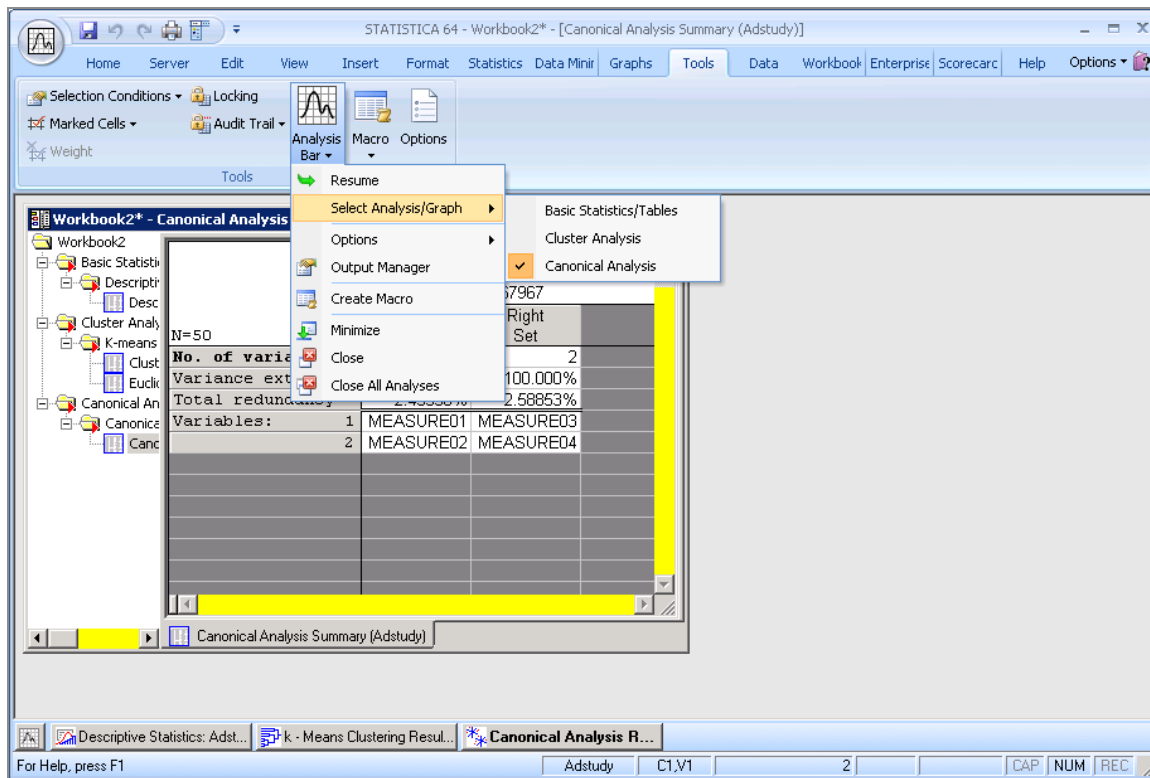 STATISTICA 64 - Workbook2* - [Canonical Analysis Summary (Adstudy)]
Home Server Edit View Insert Format Statistics Data Minir Graphs Tools Data Workbook Enterprise Scorecarc Help Options
Selection Conditions Locking
Marked Cells Audit Trail
Weight
Analysis Bar Macro Options
Tools
Resume
Select Analysis/Graph
Options
Output Manager
Create Macro
Minimize
Close
Close All Analyses
Basic Statistics/Tables
Cluster Analysis
Canonical Analysis
Workbook2* - Canonical Analysis
Workbook2
Basic Statisti
Descripti
Desc
Cluster Analy
K-means
Clust
Euclid
Canonical An
Canonica
Cano
67967
Right
N=50 Set
No. of varia 2
Variance ext 100.000%
Total redundancy 2.58853%
Variables: 1 MEASURE01 MEASURE03
2 MEASURE02 MEASURE04
Canonical Analysis Summary (Adstudy)
Descriptive Statistics: Adst... k - Means Clustering Resul... Canonical Analysis R...
For Help, press F1 Adstudy C1,V1 2 CAP NUM REC